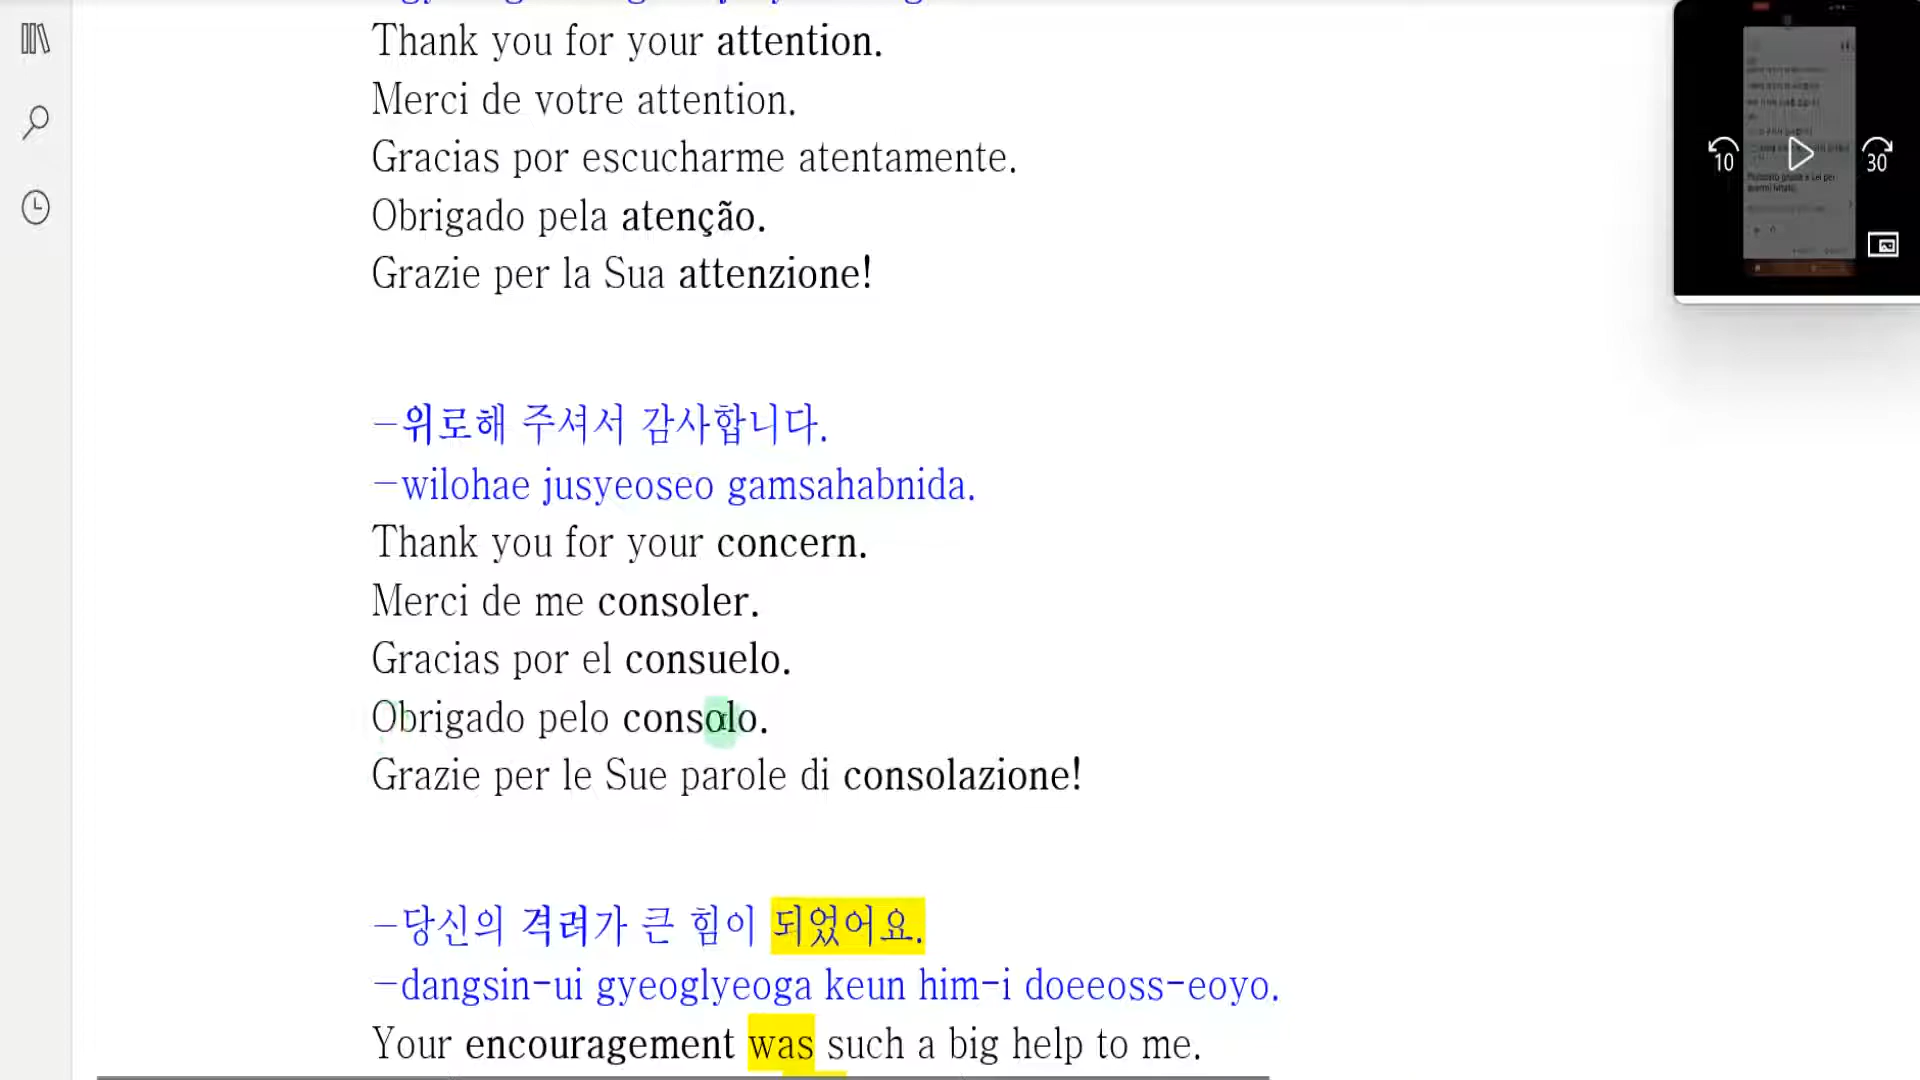 Thank you for your attention.
Merci de votre attention.
Gracias por escucharme atentamente.
Obrigado pela atenção.
Grazie per la Sua attenzione!
-위로해 주셔서 감사합니다.
-wilohae jusyeoseo gamsahabnida.
Thank you for your concern.
Merci de me consoler.
Gracias por el consuelo.
Obrigado pelo consolo.
Grazie per le Sue parole di consolazione!
-당신의 격려가 큰 힘이 되었어요.
-dangsin-ui gyeoglyeoga keun him-i doeeoss-eoyo.
Your encouragement was such a big help to me.
10
30